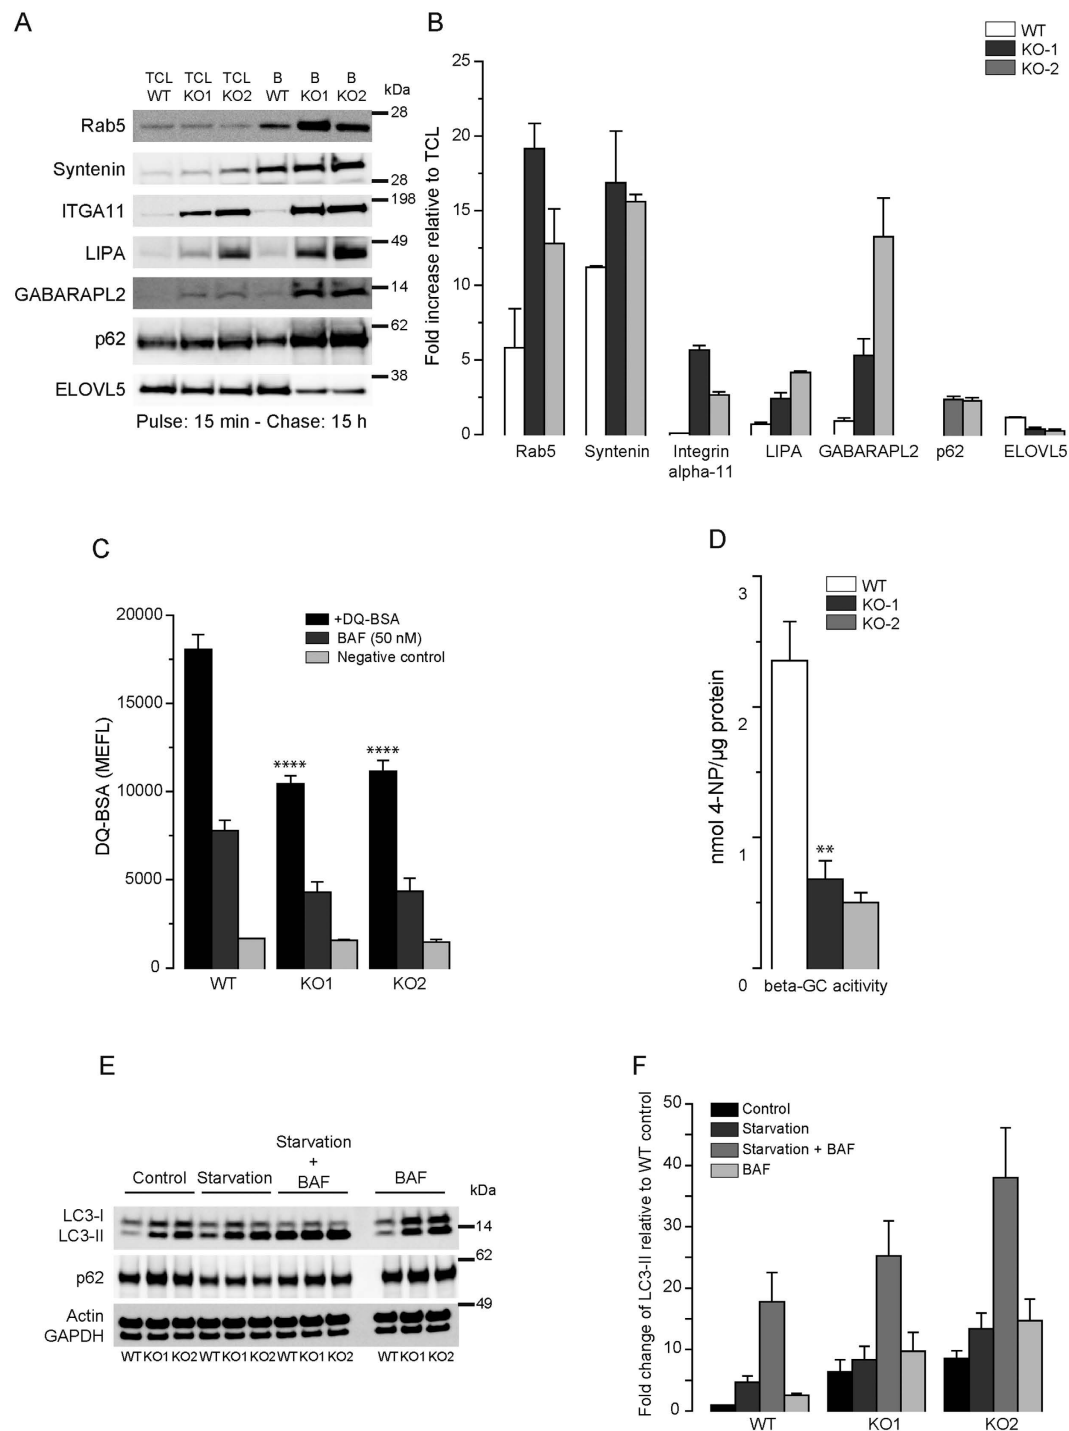 A
TCL TCL TCL B B B
WT KO1 KO2 WT KO1 KO2 kDa
Rab5 28
Syntenin 28
ITGA11 198
LIPA 49
GABARAPL2 14
p62 62
ELOVL5 38
Pulse: 15 min - Chase: 15 h
B
WT
KO-1
KO-2
Fold increase relative to TCL
25
20
15
10
5
0
Rab5 Syntenin Integrin alpha-11 LIPA GABARAPL2 p62 ELOVL5
C
+DQ-BSA
BAF (50 nM)
Negative control
DQ-BSA (MEFL)
20000
15000
10000
5000
0
**** ****
WT KO1 KO2
D
WT
KO-1
KO-2
nmol 4-NP/µg protein
3
2
1
0
**
beta-GC acitivity
E
Control Starvation Starvation + BAF BAF
kDa
LC3-I
LC3-II 14
62
p62
49
Actin
GAPDH
WT KO1 KO2 WT KO1 KO2 WT KO1 KO2 WT KO1 KO2
F
Control
Starvation
Starvation + BAF
BAF
Fold change of LC3-II relative to WT control
50
40
30
20
10
0
WT KO1 KO2